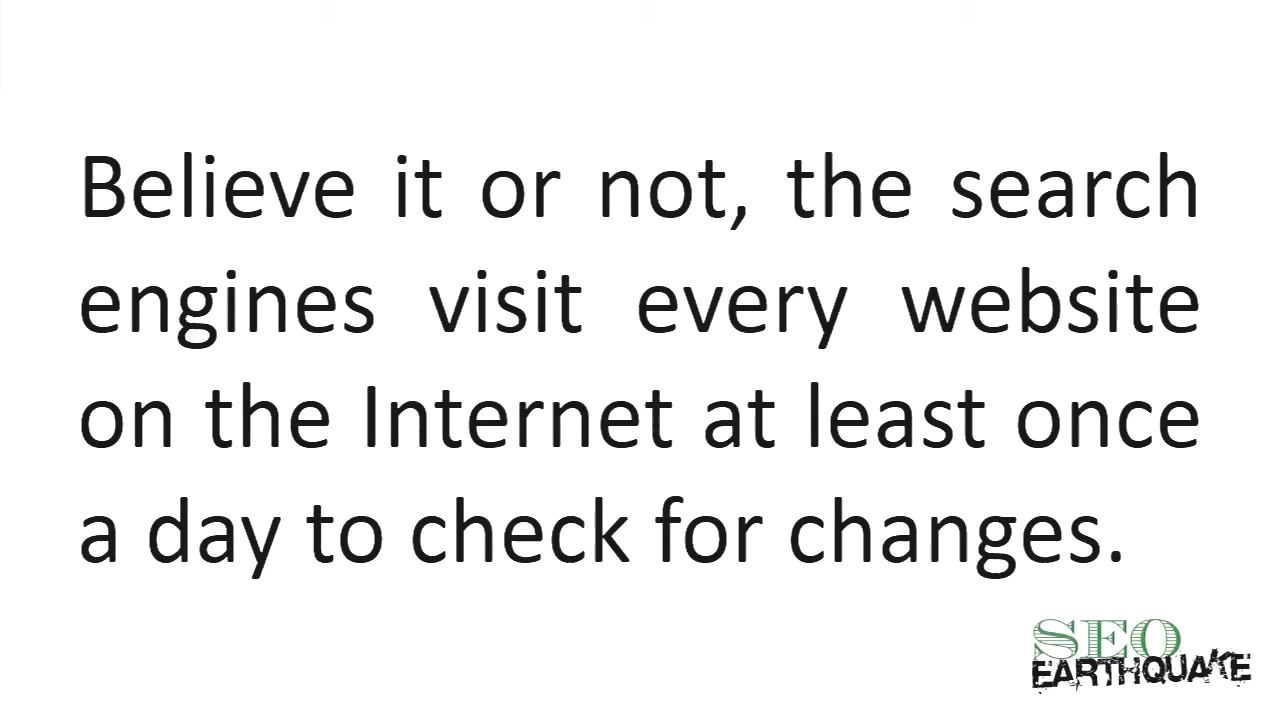 Believe it or not, the search
engines visit every website
on the Internet at least once
a day to check for changes.
SEO
EARTHQUAKE